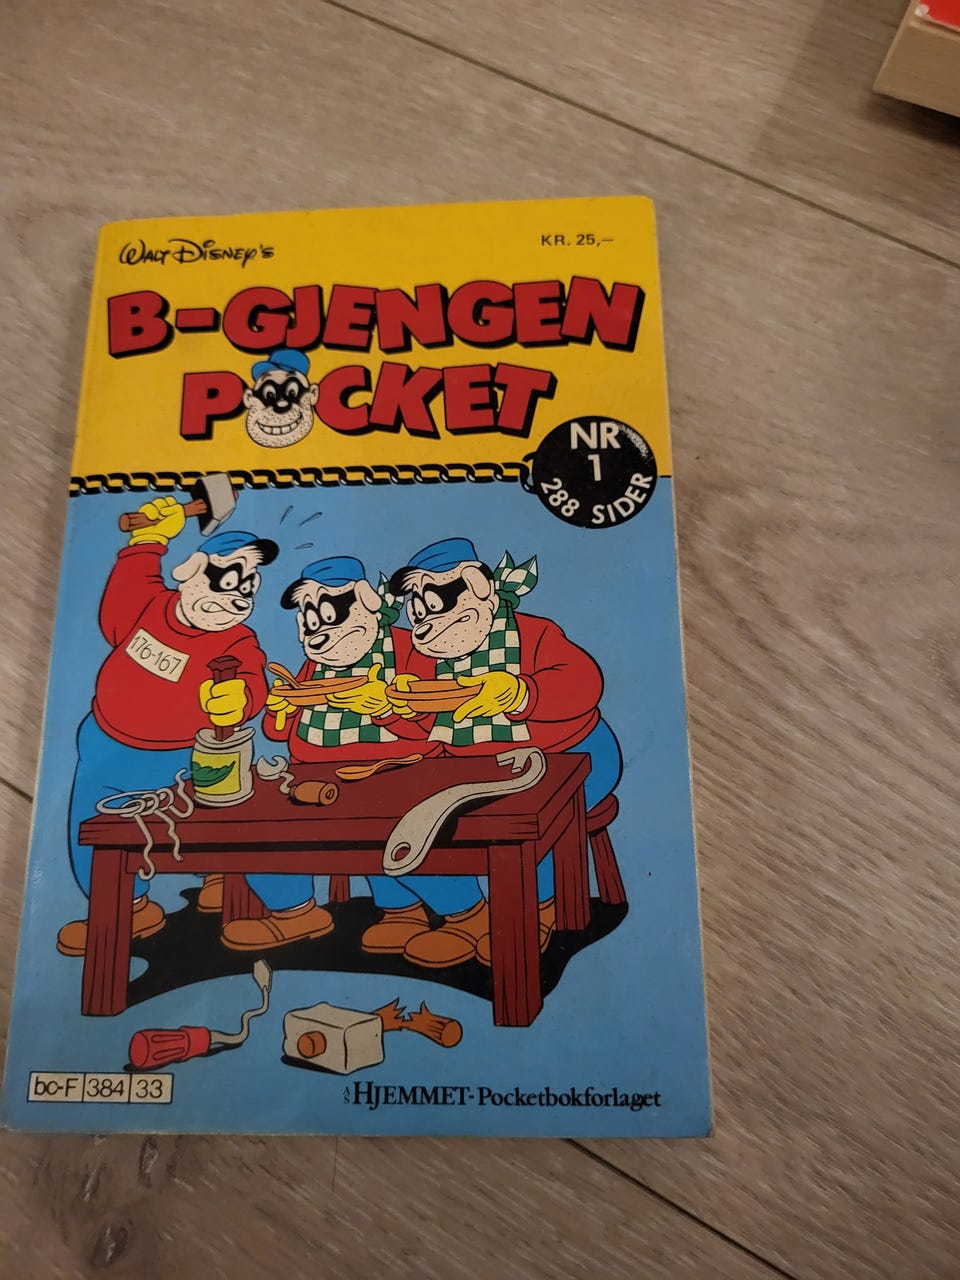 WALT DISNEY'S
KR. 25,—
B-GJENGEN
POCKET
NR
1
288 SIDER
176-167
bc-F 384 33
A/S HJEMMET-Pocketbokforlaget